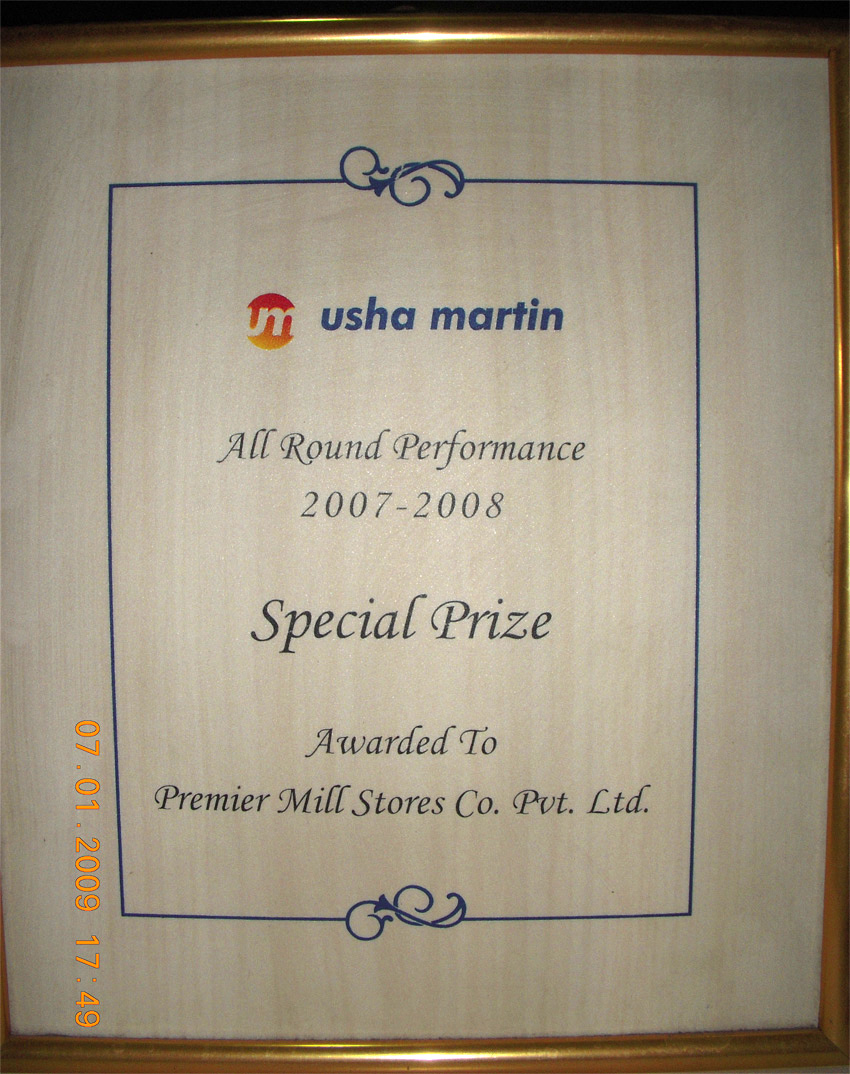 um usha martin
All Round Performance
2007-2008
Special Prize
Awarded To
Premier Mill Stores Co. Pvt. Ltd.
07.01.2009 17:49